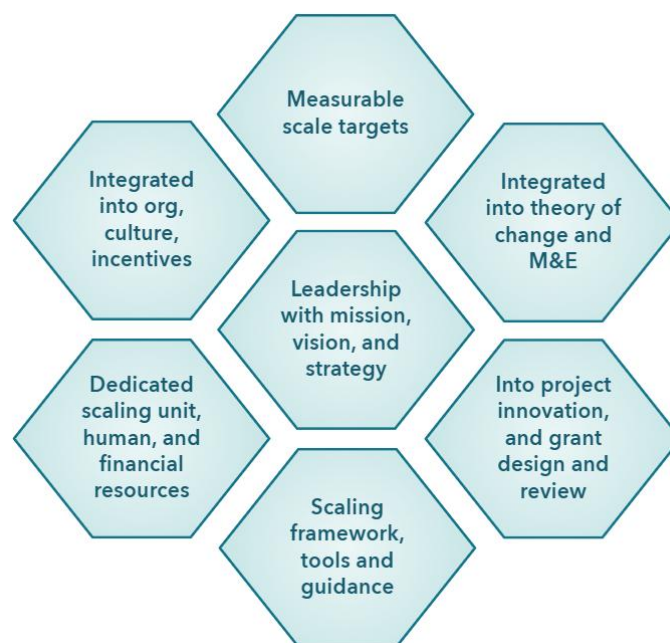 Measurable
scale targets
Integrated
into org,
culture,
incentives
Integrated
into theory of
change and
M&E
Leadership
with mission,
vision, and
strategy
Dedicated
scaling unit,
human, and
financial
resources
Into project
innovation,
and grant
design and
review
Scaling
framework,
tools and
guidance